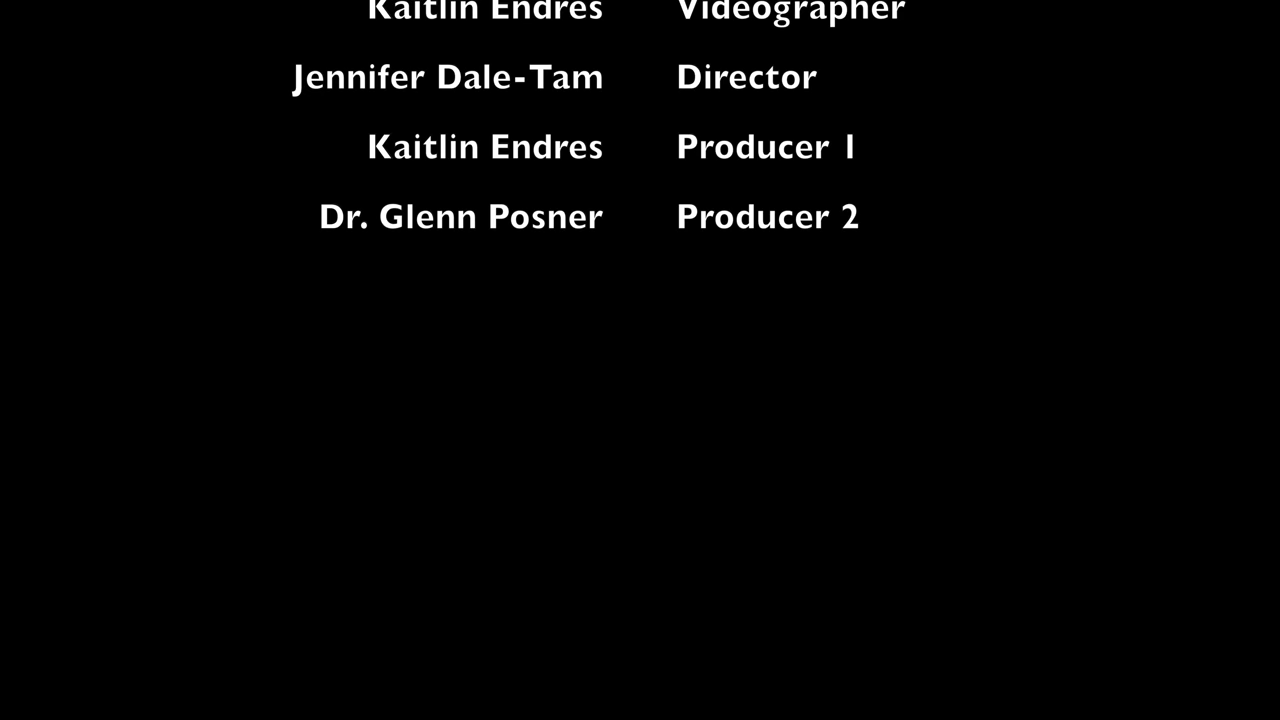 Kaitlin Endres Videographer
Jennifer Dale-Tam Director
Kaitlin Endres Producer 1
Dr. Glenn Posner Producer 2